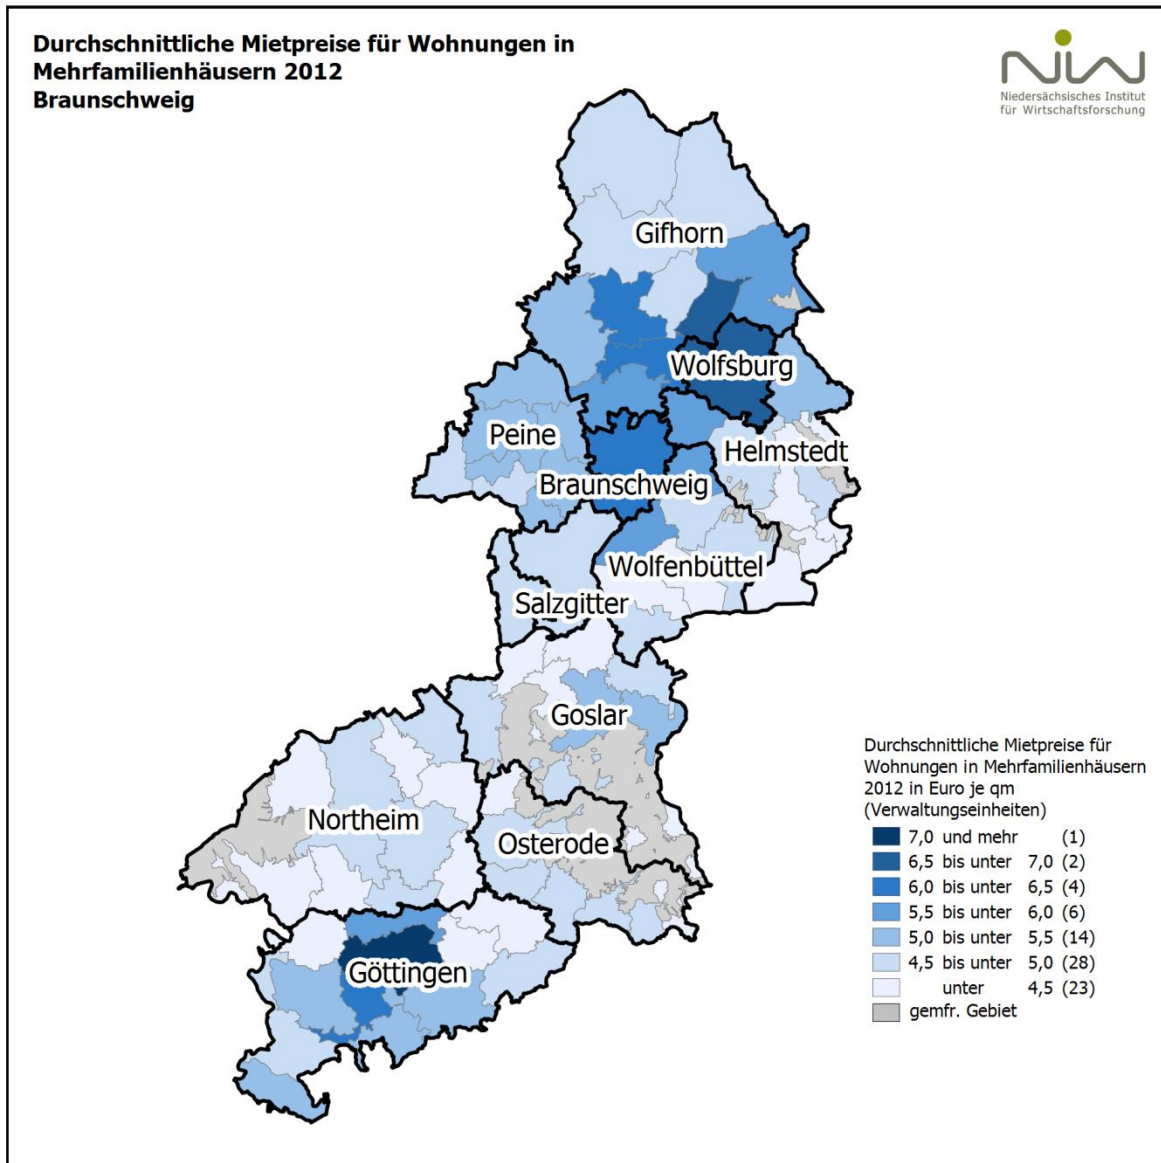 Durchschnittliche Mietpreise für Wohnungen in
Mehrfamilienhäusern 2012
Braunschweig
NIW
Niedersächsisches Institut
für Wirtschaftsforschung
Gifhorn
Wolfsburg
Peine
Helmstedt
Braunschweig
Wolfenbüttel
Salzgitter
Goslar
Northeim
Osterode
Göttingen
Durchschnittliche Mietpreise für
Wohnungen in Mehrfamilienhäusern
2012 in Euro je qm
(Verwaltungseinheiten)
7,0 und mehr (1)
6,5 bis unter 7,0 (2)
6,0 bis unter 6,5 (4)
5,5 bis unter 6,0 (6)
5,0 bis unter 5,5 (14)
4,5 bis unter 5,0 (28)
unter 4,5 (23)
gemfr. Gebiet